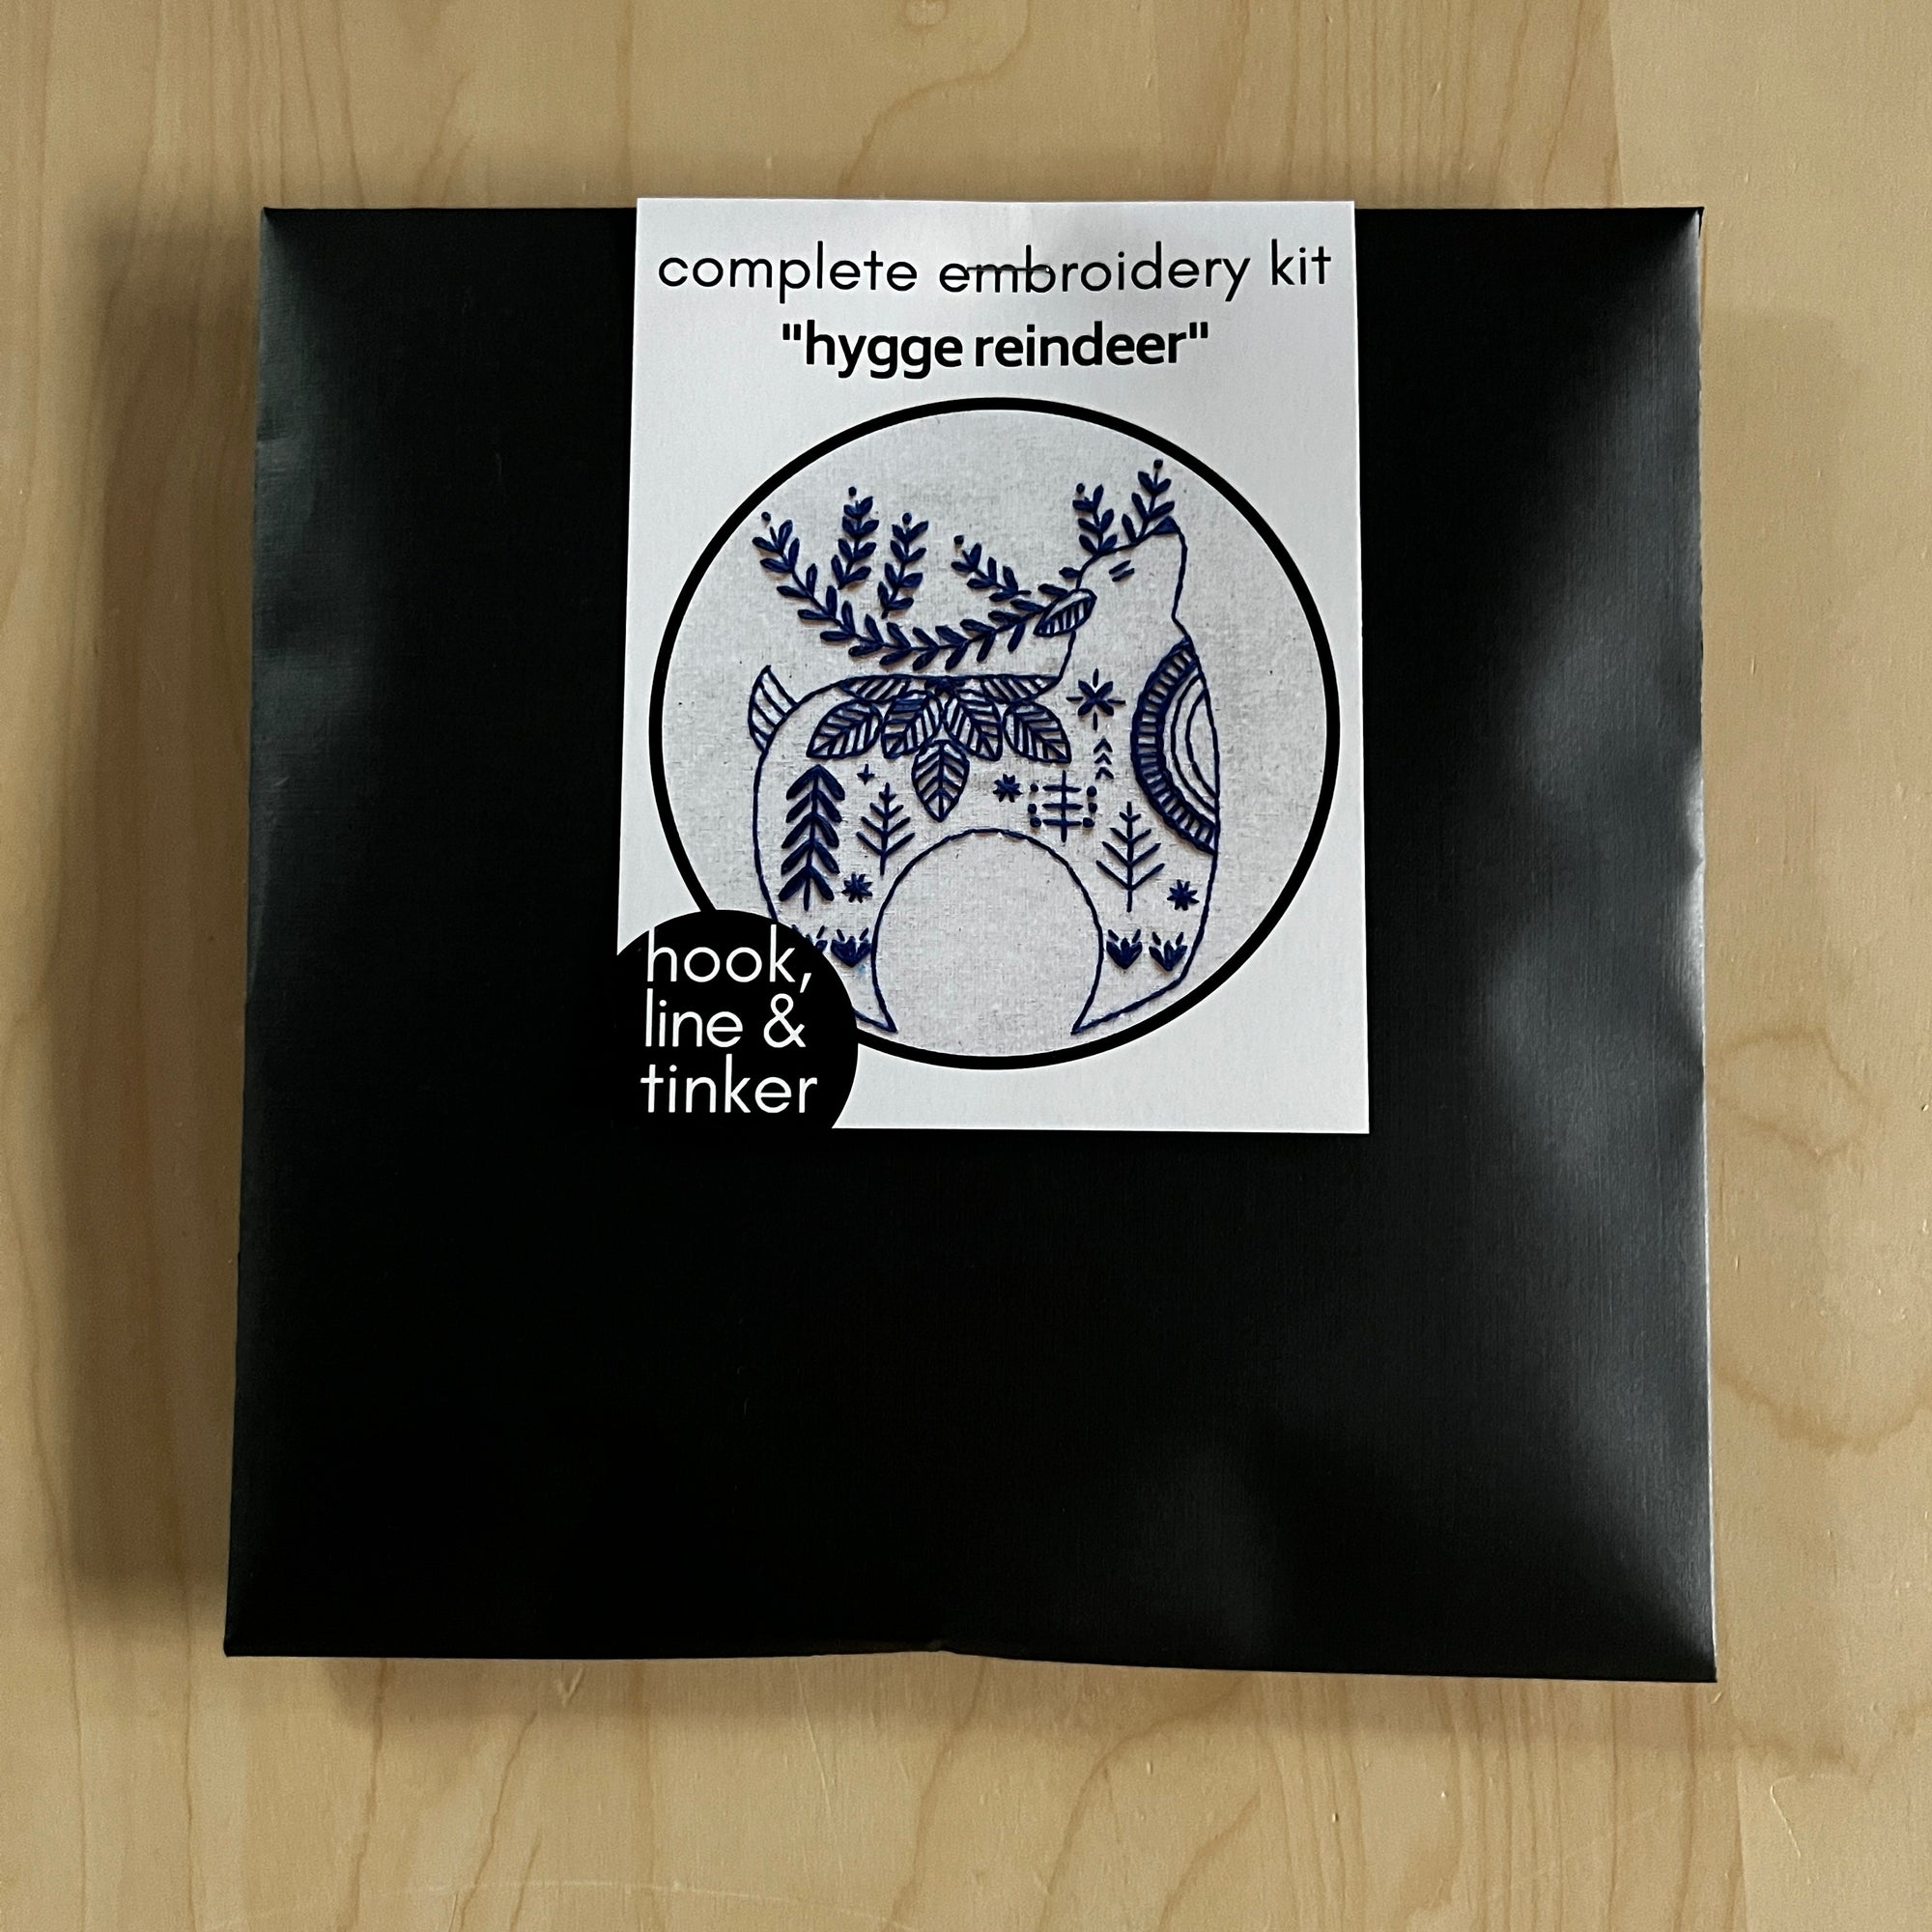 complete embroidery kit
"hygge reindeer"
hook,
line &
tinker